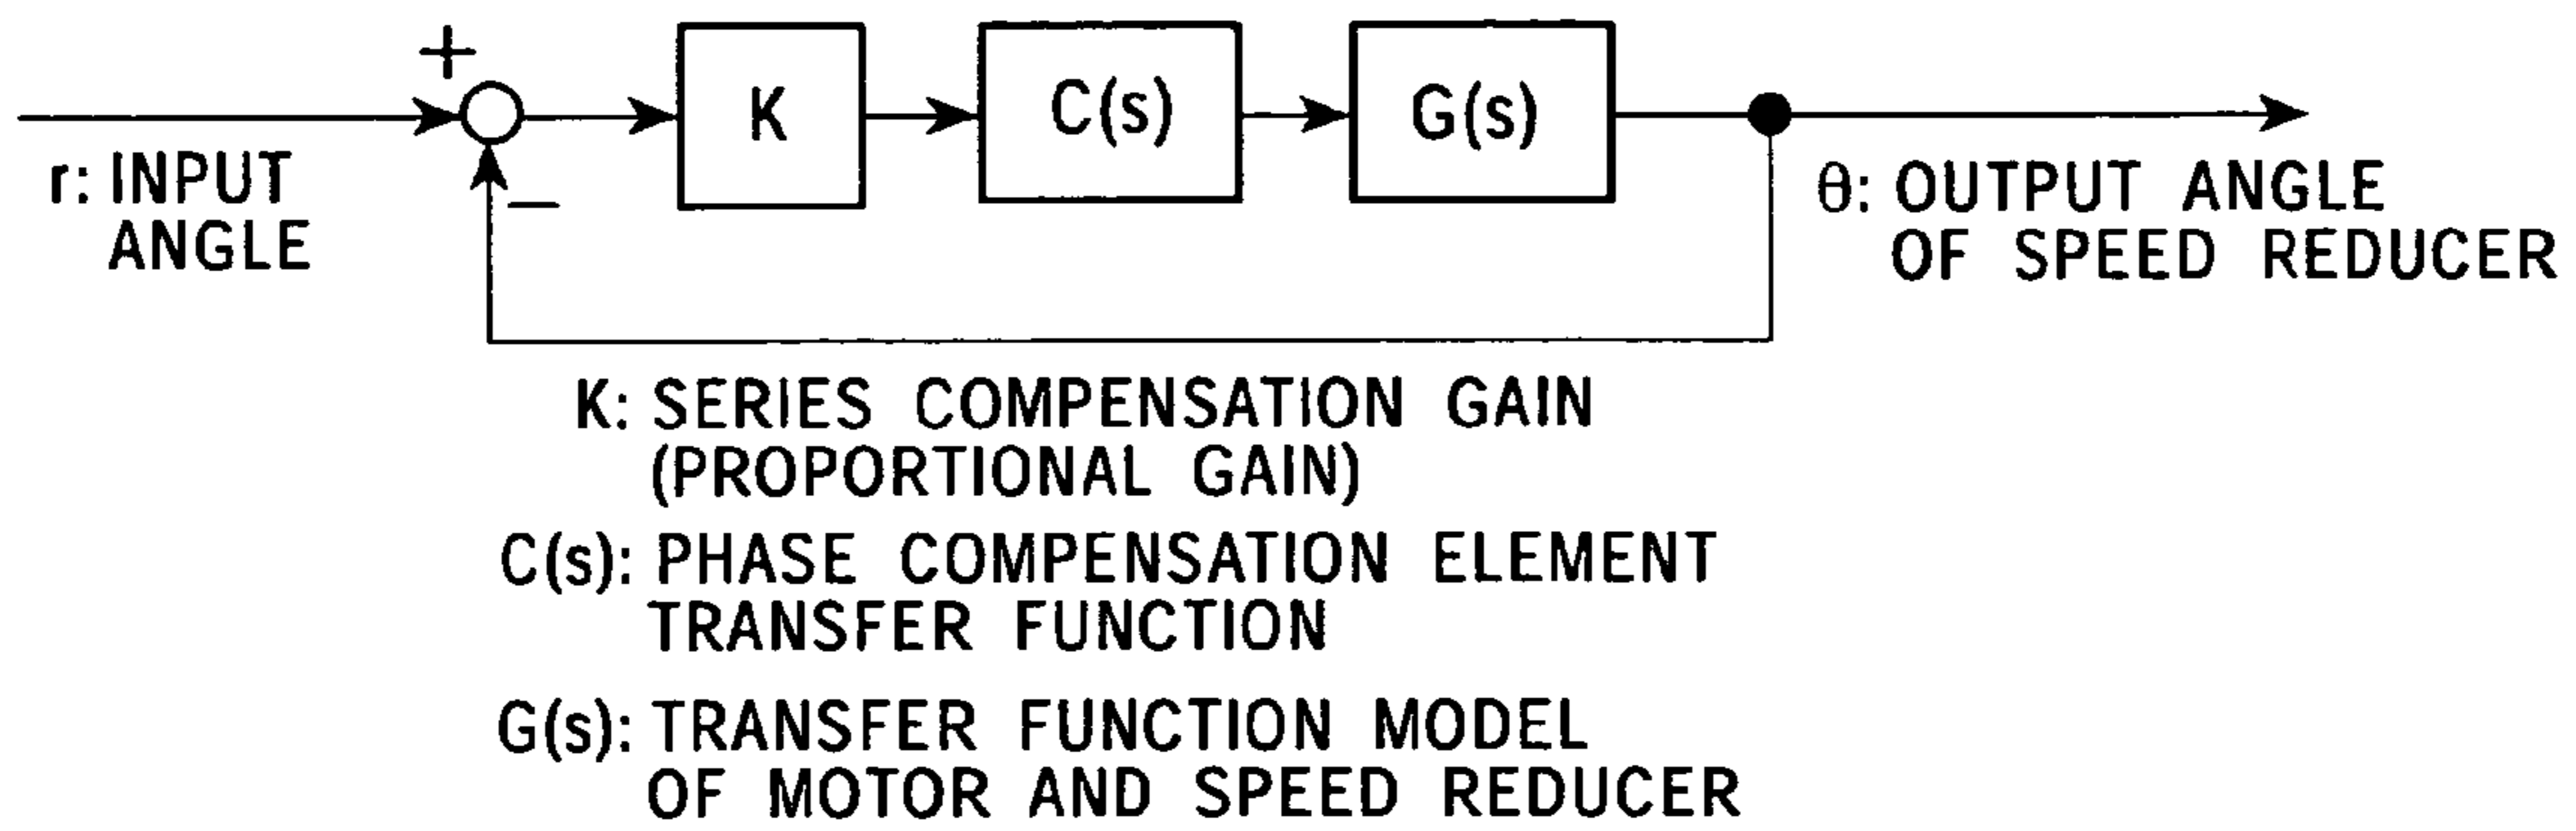 +
K
C(s)
G(s)
−
r: INPUT
ANGLE
θ: OUTPUT ANGLE
OF SPEED REDUCER
K: SERIES COMPENSATION GAIN
(PROPORTIONAL GAIN)
C(s): PHASE COMPENSATION ELEMENT
TRANSFER FUNCTION
G(s): TRANSFER FUNCTION MODEL
OF MOTOR AND SPEED REDUCER